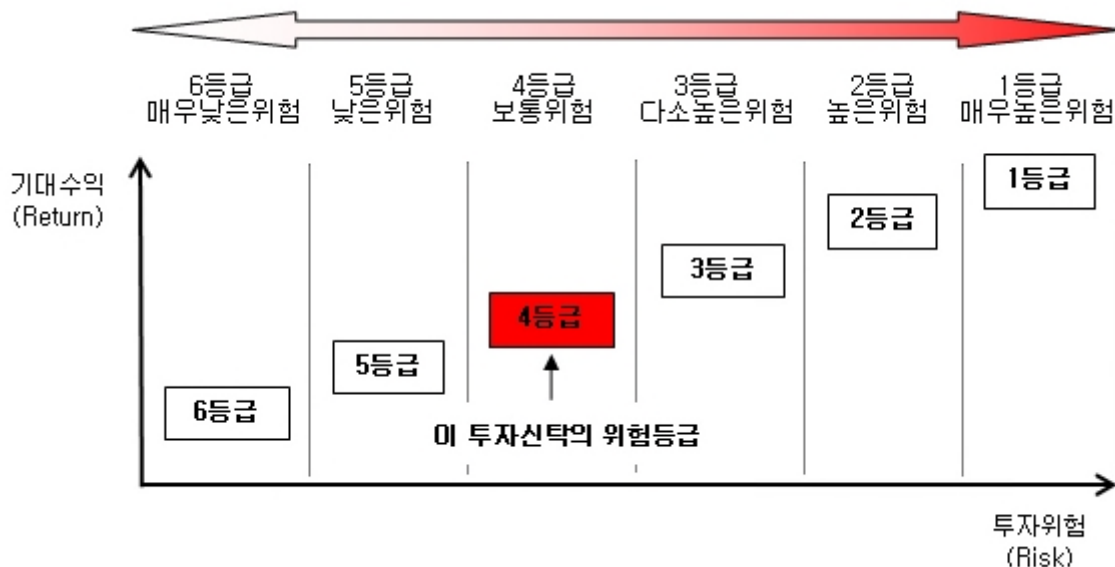 6등급
매우낮은위험
5등급
낮은위험
4등급
보통위험
3등급
다소높은위험
2등급
높은위험
1등급
매우높은위험
기대수익
(Return)
1등급
2등급
3등급
4등급
5등급
6등급
이 투자신탁의 위험등급
투자위험
(Risk)